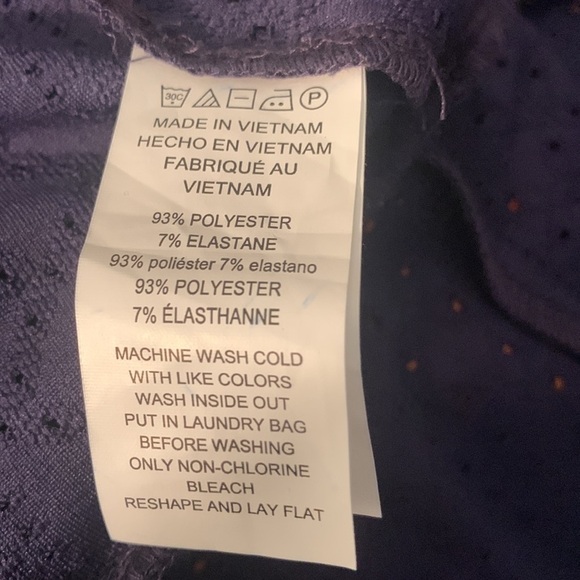 30C P
MADE IN VIETNAM
HECHO EN VIETNAM
FABRIQUÉ AU
VIETNAM
93% POLYESTER
7% ELASTANE
93% poliéster 7% elastano
93% POLYESTER
7% ÉLASTHANNE
MACHINE WASH COLD
WITH LIKE COLORS
WASH INSIDE OUT
PUT IN LAUNDRY BAG
BEFORE WASHING
ONLY NON-CHLORINE
BLEACH
RESHAPE AND LAY FLAT